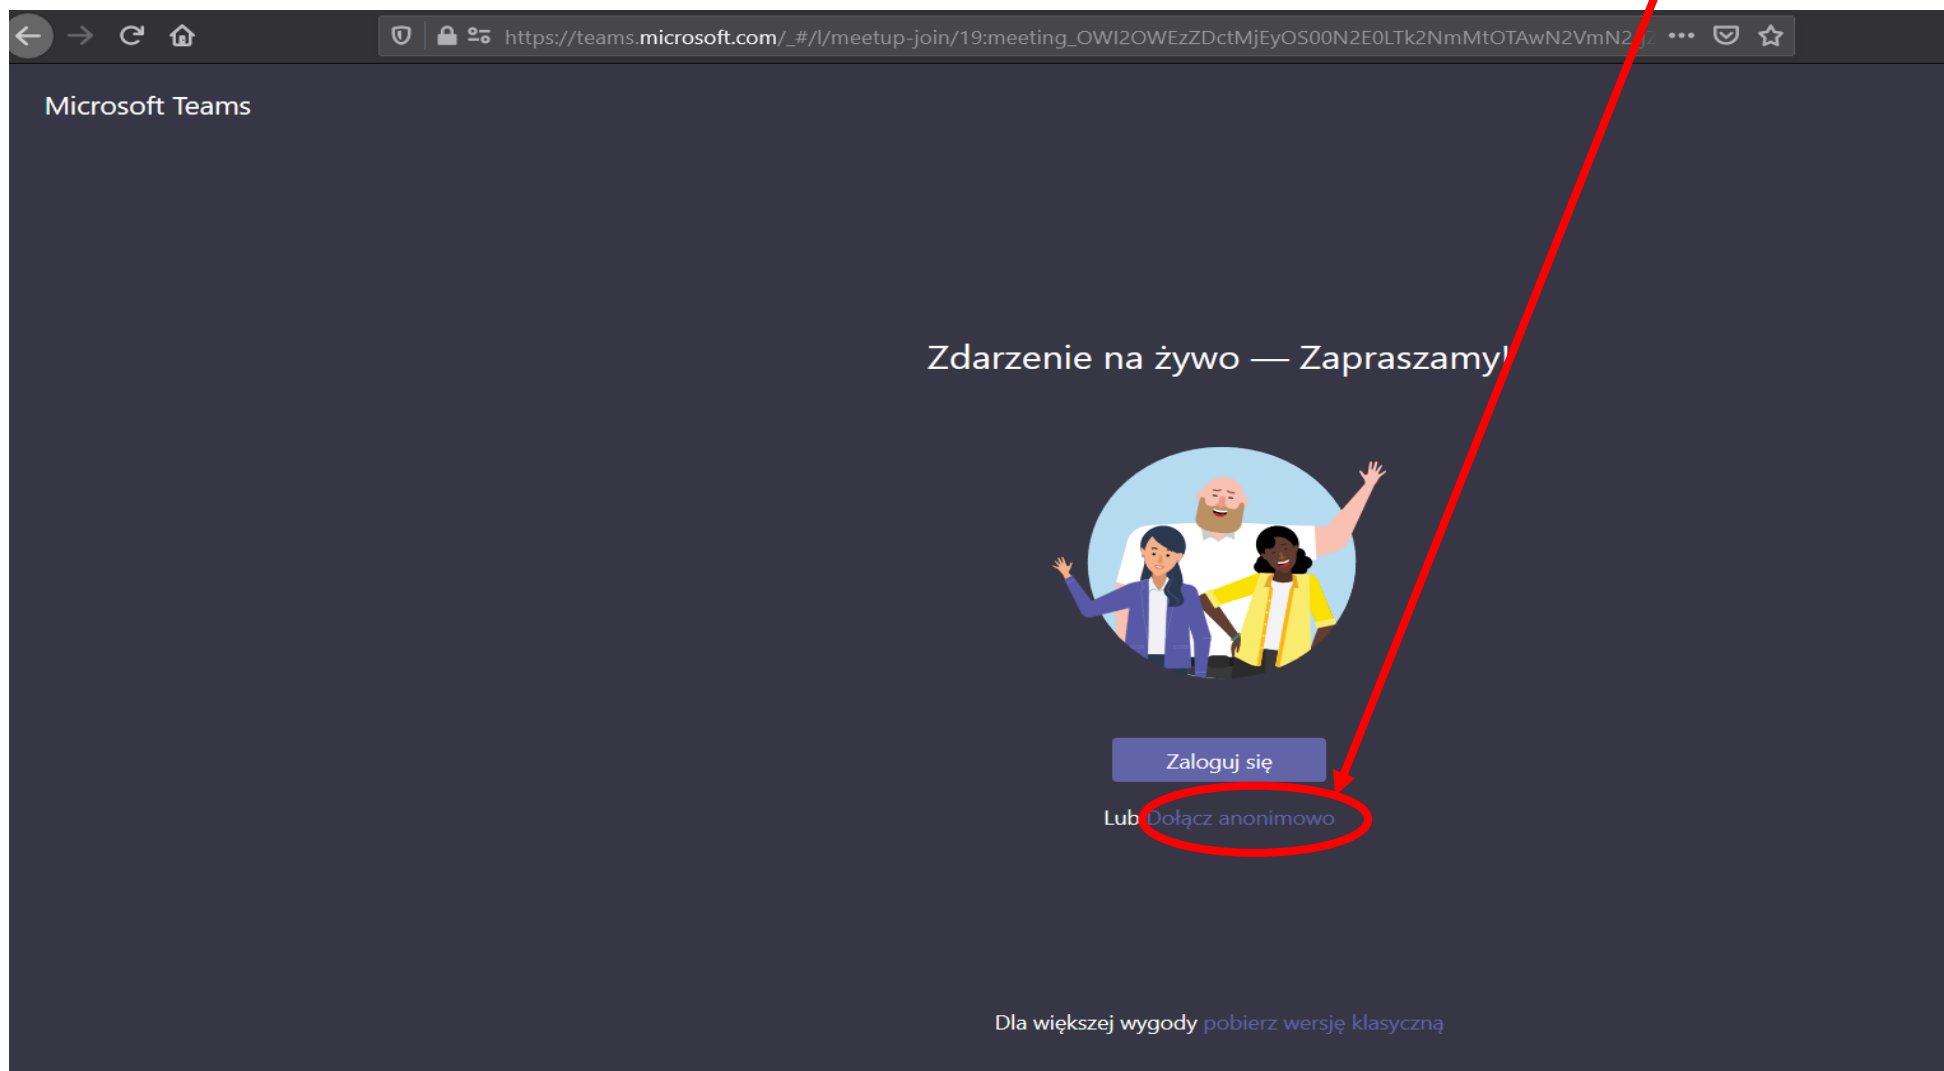 https://teams.microsoft.com/_#/l/meetup-join/19:meeting_OWI2OWEzZDctMjEyOS00N2E0LTk2NmMtOTAwN2VmN2
Microsoft Teams
Zdarzenie na żywo — Zapraszamy!
Zaloguj się
Lub Dołącz anonimowo
Dla większej wygody pobierz wersję klasyczną